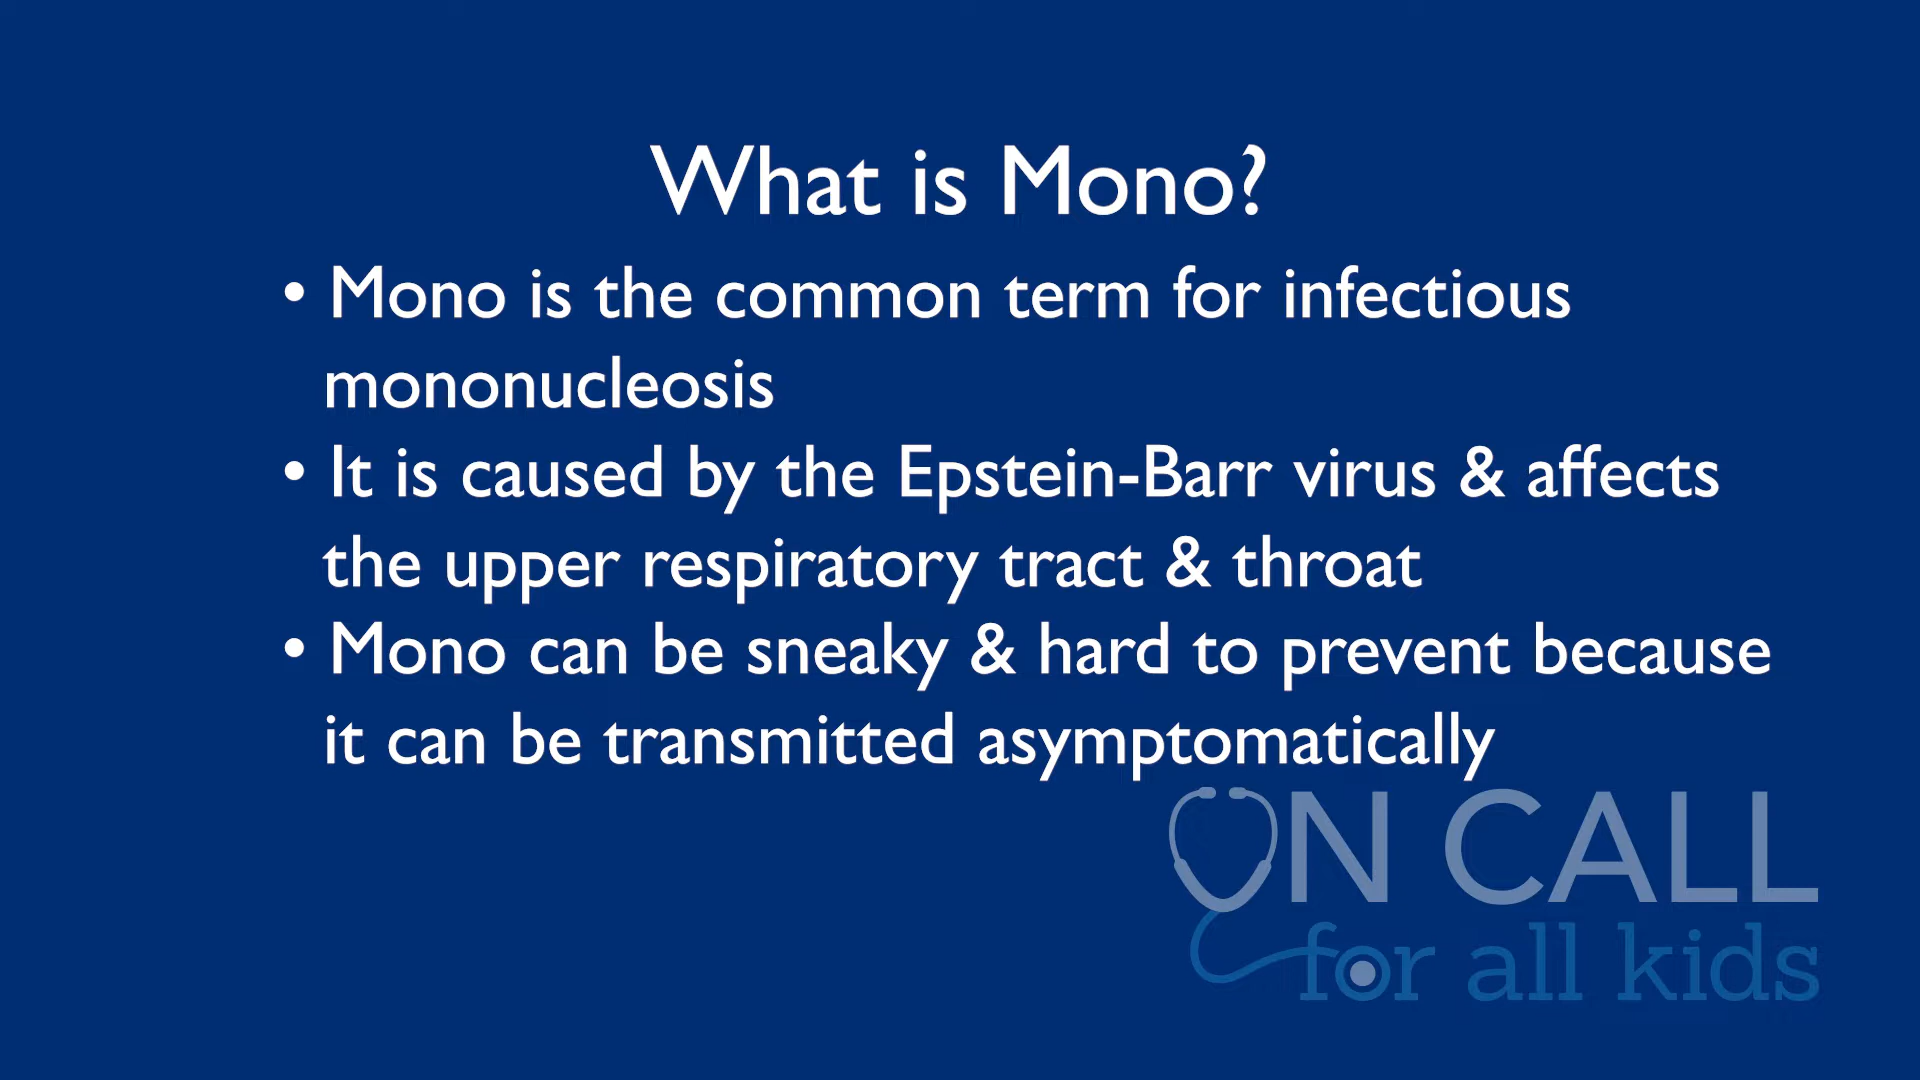 What is Mono?
• Mono is the common term for infectious
mononucleosis
• It is caused by the Epstein-Barr virus & affects
the upper respiratory tract & throat
• Mono can be sneaky & hard to prevent because
it can be transmitted asymptomatically
ON CALL
for all kids